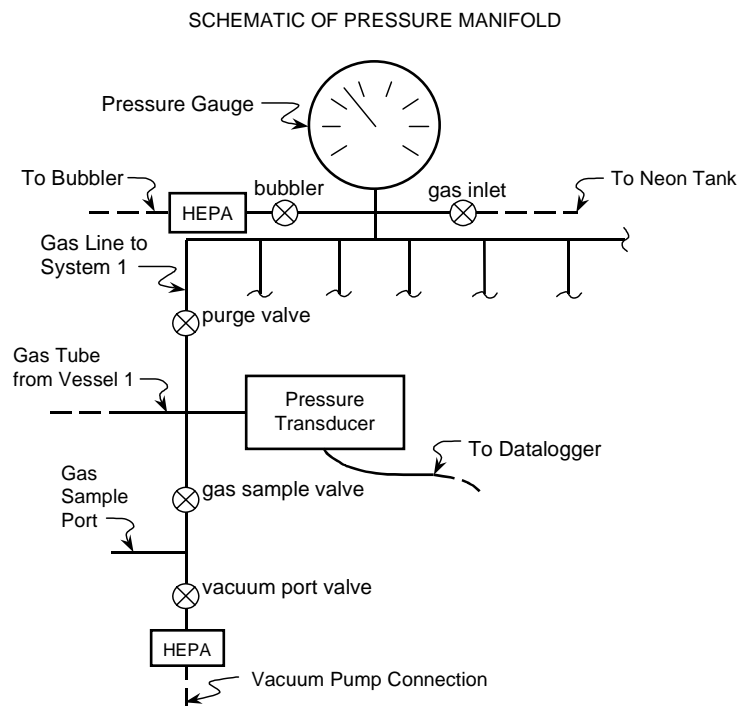 SCHEMATIC OF PRESSURE MANIFOLD
Pressure Gauge
To Bubbler
bubbler
gas inlet
To Neon Tank
HEPA
Gas Line to
System 1
purge valve
Gas Tube
from Vessel 1
Pressure
Transducer
To Datalogger
Gas
Sample
Port
gas sample valve
vacuum port valve
HEPA
Vacuum Pump Connection